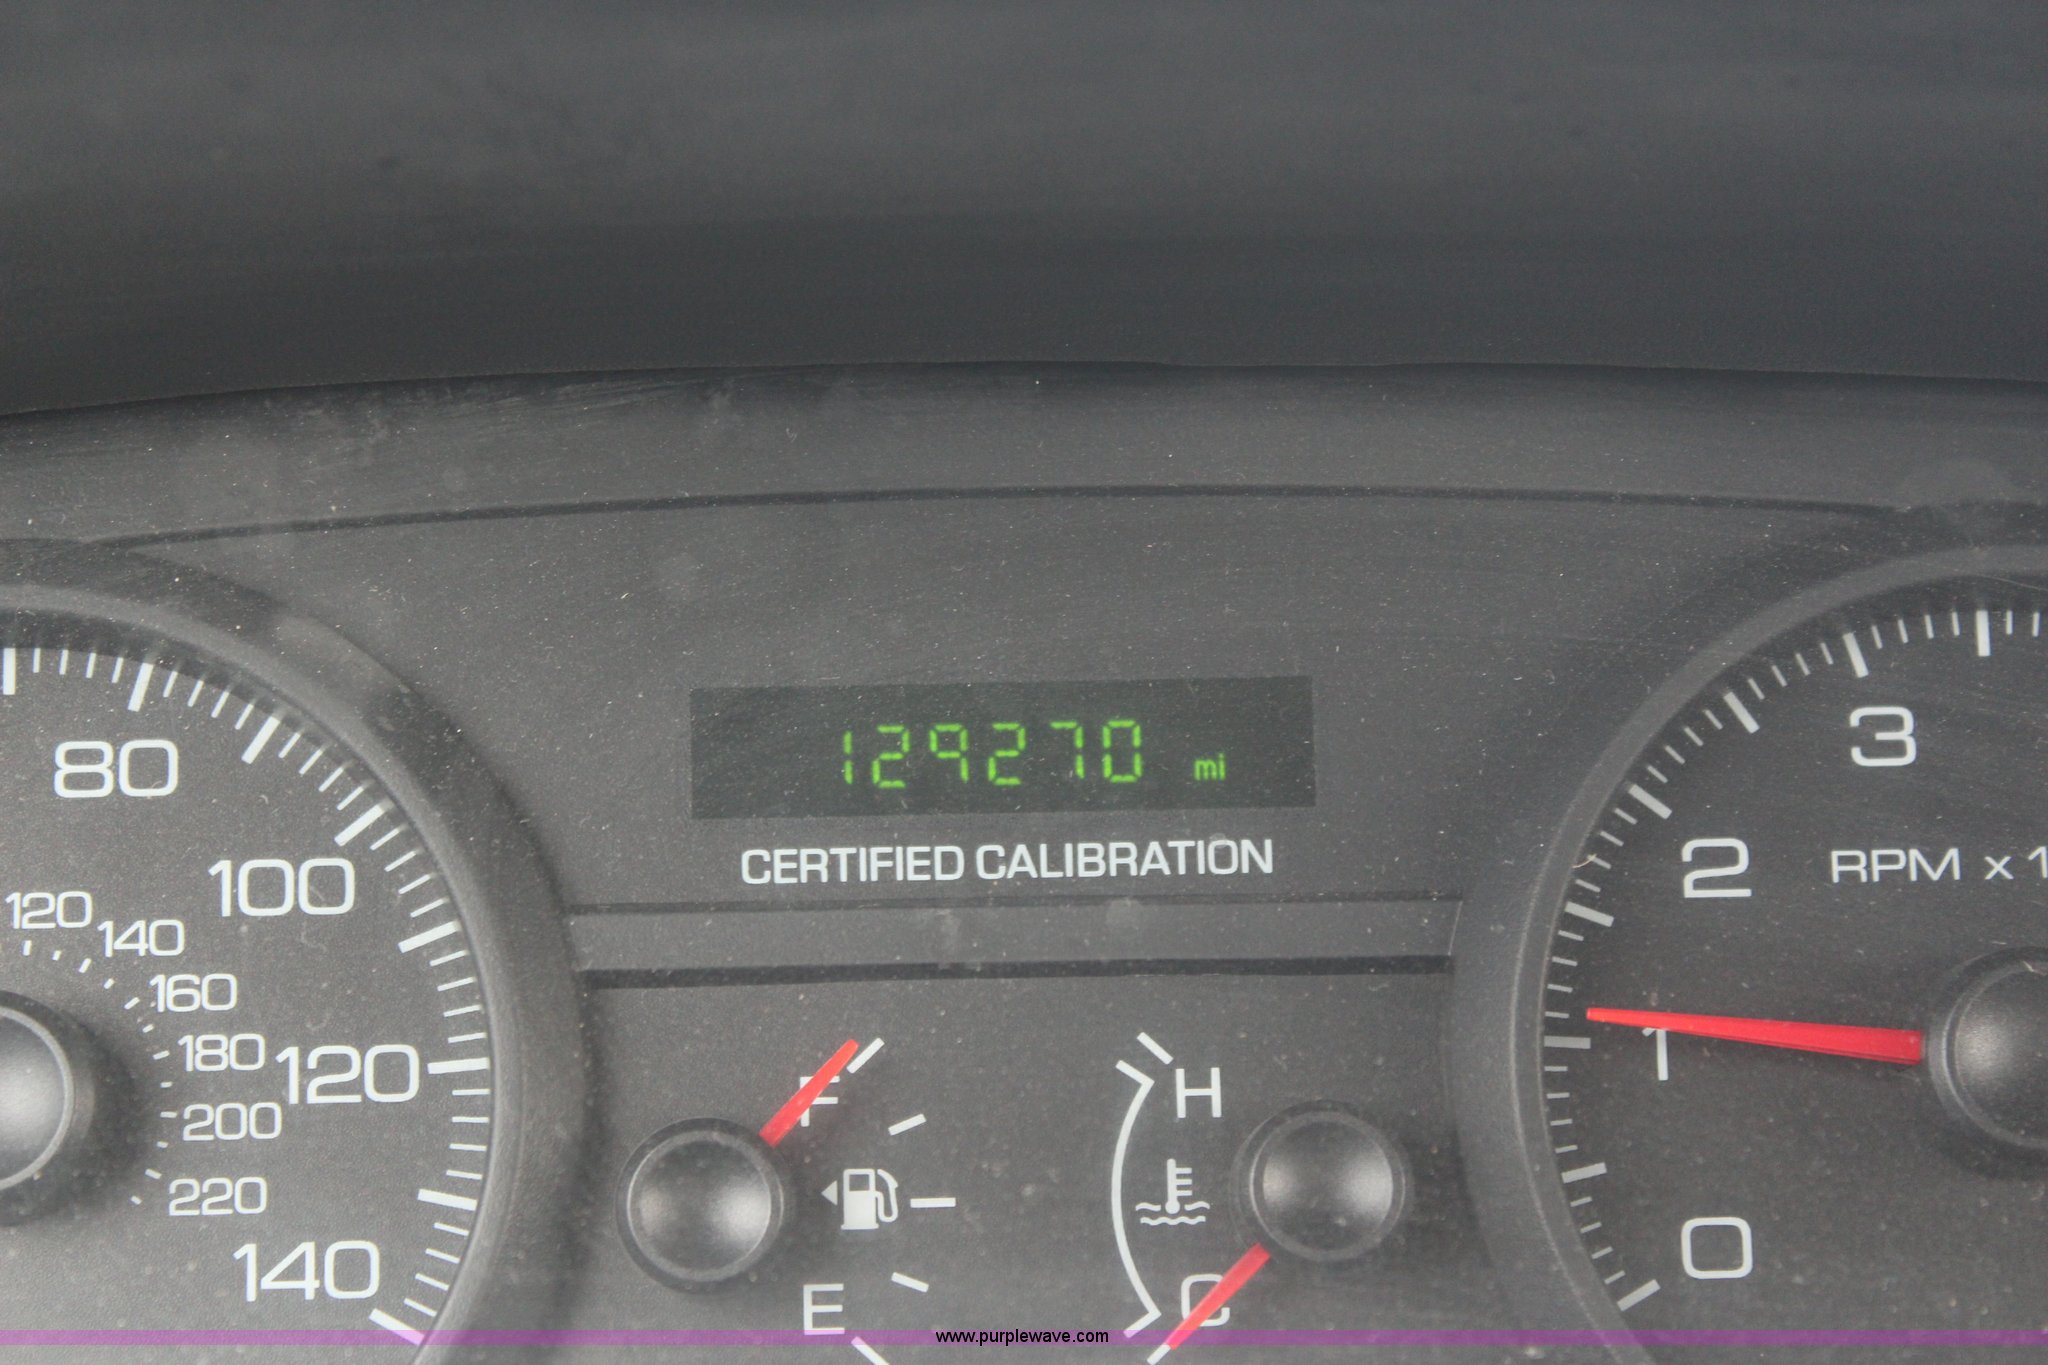 129270 mi
CERTIFIED CALIBRATION
80
100
120
140
120
140
160
180
200
220
F
E
H
C
3
2
1
0
RPM x 1
www.purplewave.com